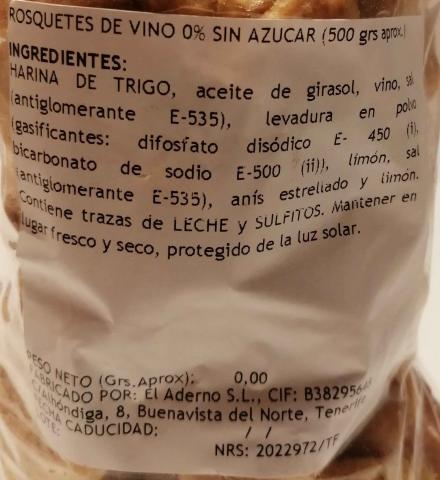 ROSQUETES DE VINO 0% SIN AZUCAR (500 grs aprox.)
INGREDIENTES:
HARINA DE TRIGO, aceite de girasol, vino, sal
(antiglomerante E-535), levadura en polvo
(gasificantes: difosfato disódico E- 450 (i),
bicarbonato de sodio E-500 (ii)), limón, sal
(antiglomerante E-535), anís estrellado y limón.
Contiene trazas de LECHE y SULFITOS. Mantener en
lugar fresco y seco, protegido de la luz solar.
PESO NETO (Grs.Aprox): 0,00
FABRICADO POR: El Aderno S.L., CIF: B38295
C/Alhóndiga, 8, Buenavista del Norte, Tenerife
FECHA CADUCIDAD: / /
LOTE:
NRS: 2022972/TF